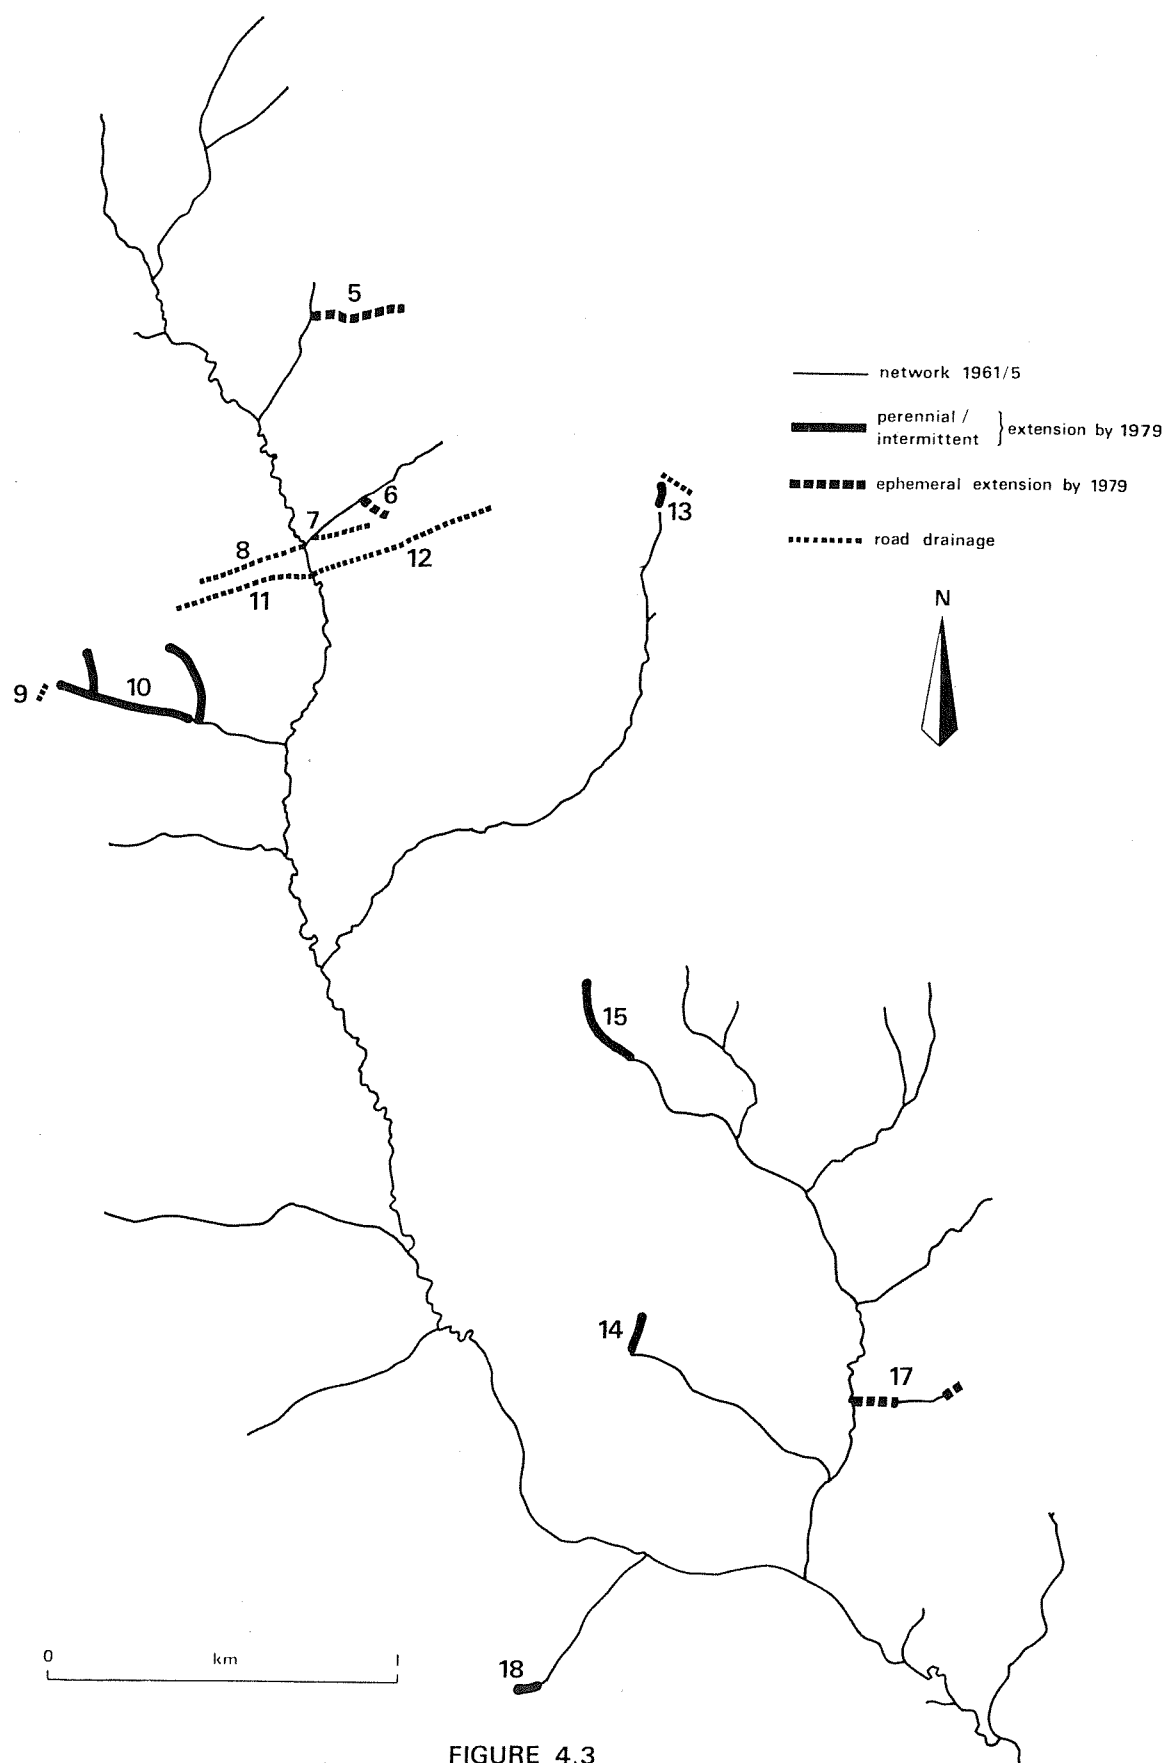 5
network 1961/5
perennial /
intermittent
extension by 1979
6
ephemeral extension by 1979
13
7
road drainage
8
12
11
N
9
10
15
14
17
0
km
1
18
FIGURE 4.3